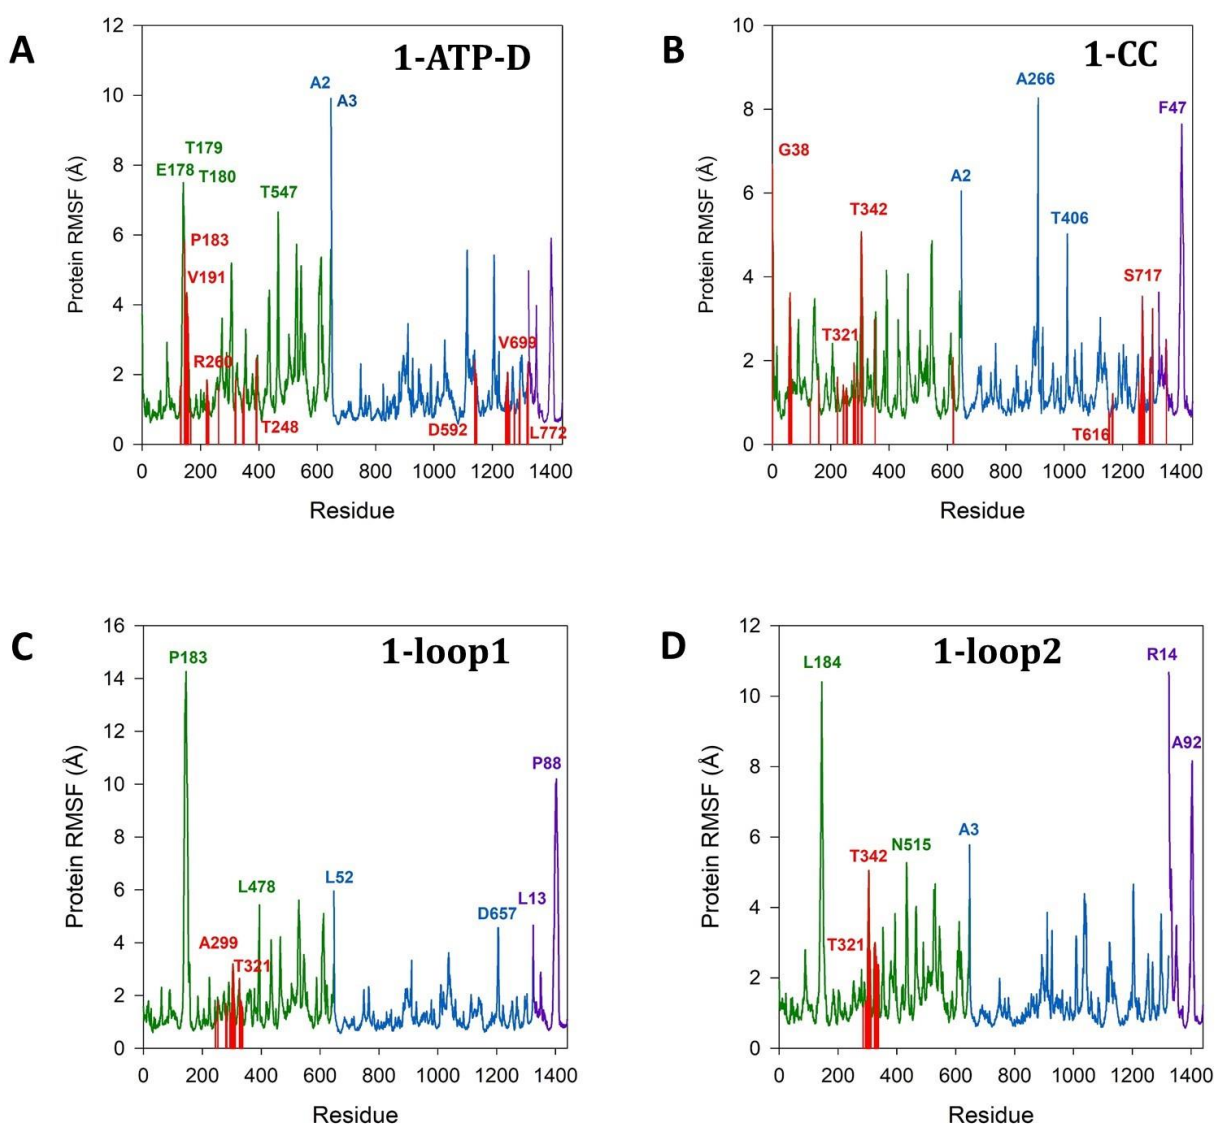 A
1-ATP-D
Protein RMSF (Å)
12
10
8
6
4
2
0
A2
A3
T179
E178
T180
T547
P183
V191
R260
T248
V699
D592
L772
0 200 400 600 800 1000 1200 1400
Residue
B
1-CC
Protein RMSF (Å)
10
8
6
4
2
0
A266
F47
G38
A2
T342
T406
S717
T321
T616
0 200 400 600 800 1000 1200 1400
Residue
C
1-loop1
Protein RMSF (Å)
16
14
12
10
8
6
4
2
0
P183
P88
L478
L52
L13
D657
A299
T321
0 200 400 600 800 1000 1200 1400
Residue
D
1-loop2
Protein RMSF (Å)
12
10
8
6
4
2
0
L184
R14
A92
T342
N515
A3
T321
0 200 400 600 800 1000 1200 1400
Residue